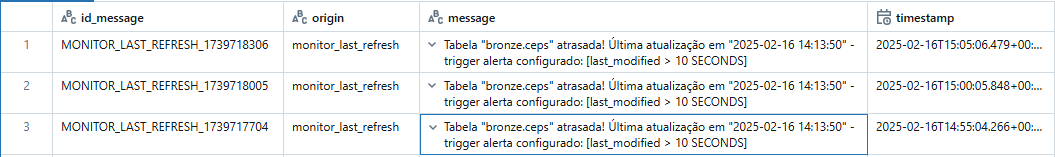 id_message origin message timestamp
1 MONITOR_LAST_REFRESH_1739718306 monitor_last_refresh Tabela "bronze.ceps" atrasada! Última atualização em "2025-02-16 14:13:50" - 2025-02-16T15:05:06.479+00:...
trigger alerta configurado: [last_modified > 10 SECONDS]
2 MONITOR_LAST_REFRESH_1739718005 monitor_last_refresh Tabela "bronze.ceps" atrasada! Última atualização em "2025-02-16 14:13:50" - 2025-02-16T15:00:05.848+00:...
trigger alerta configurado: [last_modified > 10 SECONDS]
3 MONITOR_LAST_REFRESH_1739717704 monitor_last_refresh Tabela "bronze.ceps" atrasada! Última atualização em "2025-02-16 14:13:50" - 2025-02-16T14:55:04.266+00:...
trigger alerta configurado: [last_modified > 10 SECONDS]